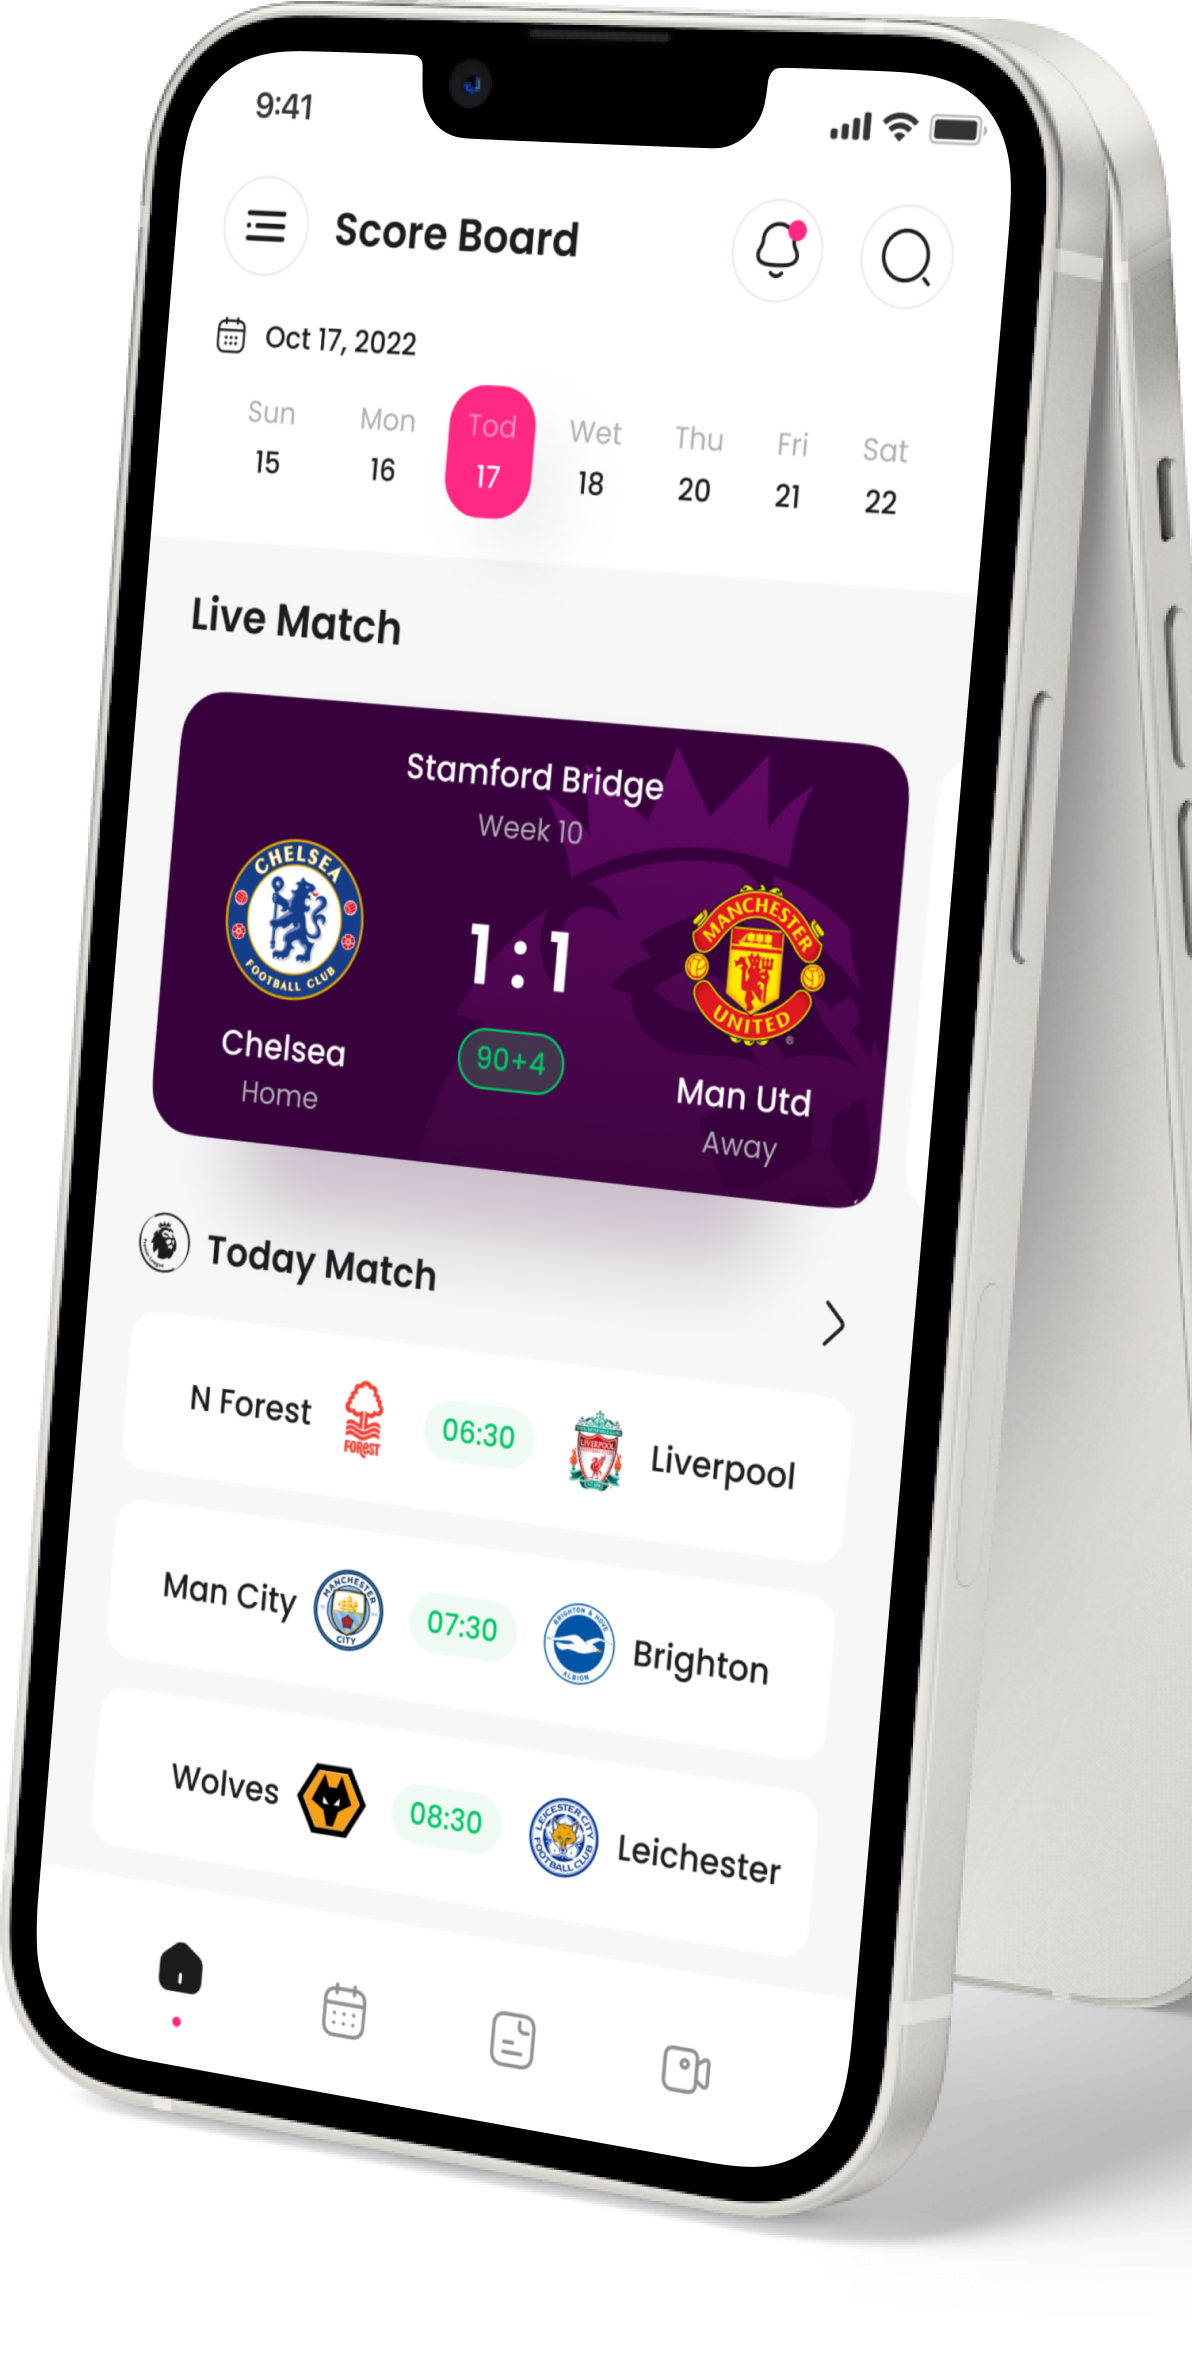 9:41
Score Board
Oct 17, 2022
Sun Mon Tod Wet Thu Fri Sat
15 16 17 18 20 21 22
Live Match
Stamford Bridge
Week 10
CHELSEA
FOOTBALL CLUB
MANCHESTER
UNITED
®
1:1
90+4
Chelsea
Home
Man Utd
Away
Premier League
Today Match
N Forest FOREST 06:30 LIVERPOOL Liverpool
Man City MANCHESTER CITY 07:30 BRIGHTON & HOVE ALBION Brighton
Wolves 08:30 LEICESTER CITY FOOTBALL CLUB Leichester